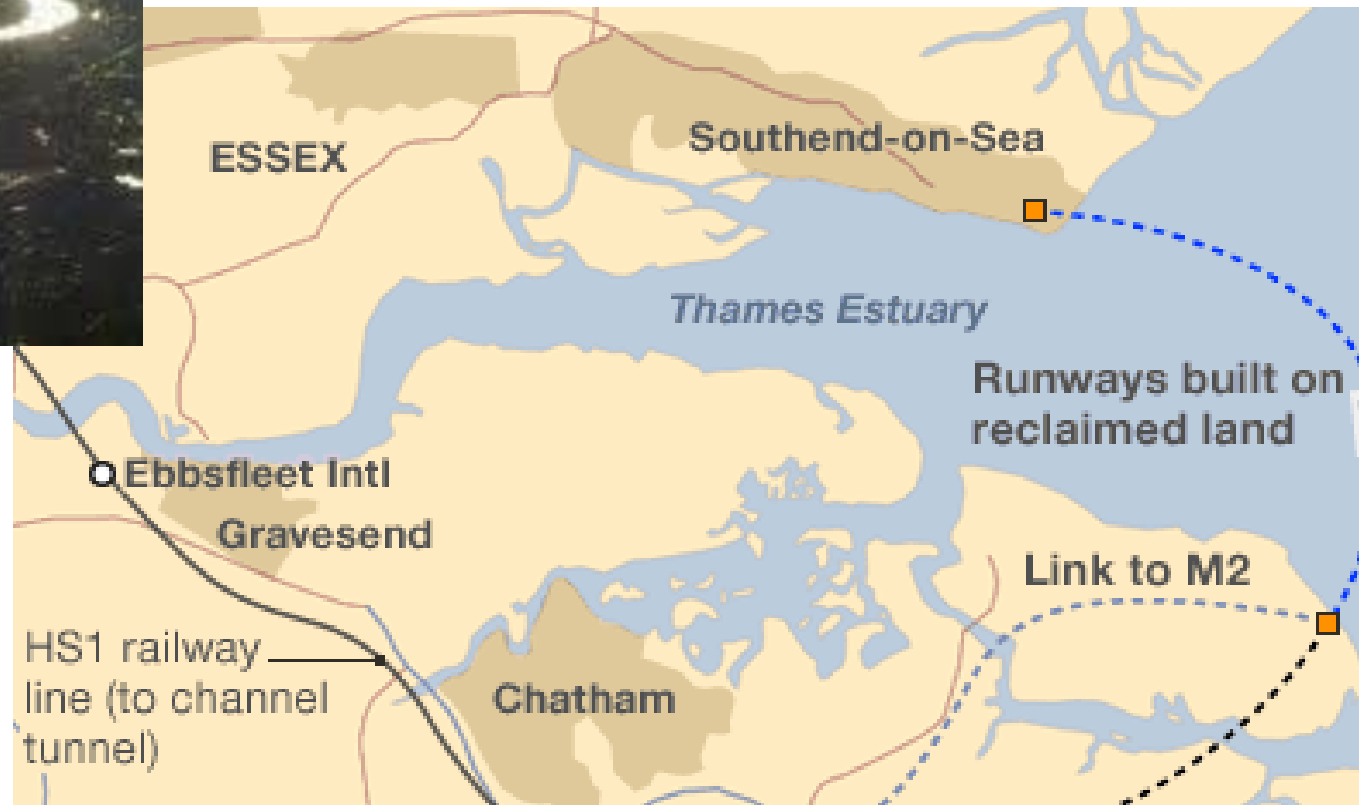 Southend-on-Sea
ESSEX
Thames Estuary
Runways built on
reclaimed land
Ebbsfleet Intl
Gravesend
Link to M2
HS1 railway
line (to channel
tunnel)
Chatham